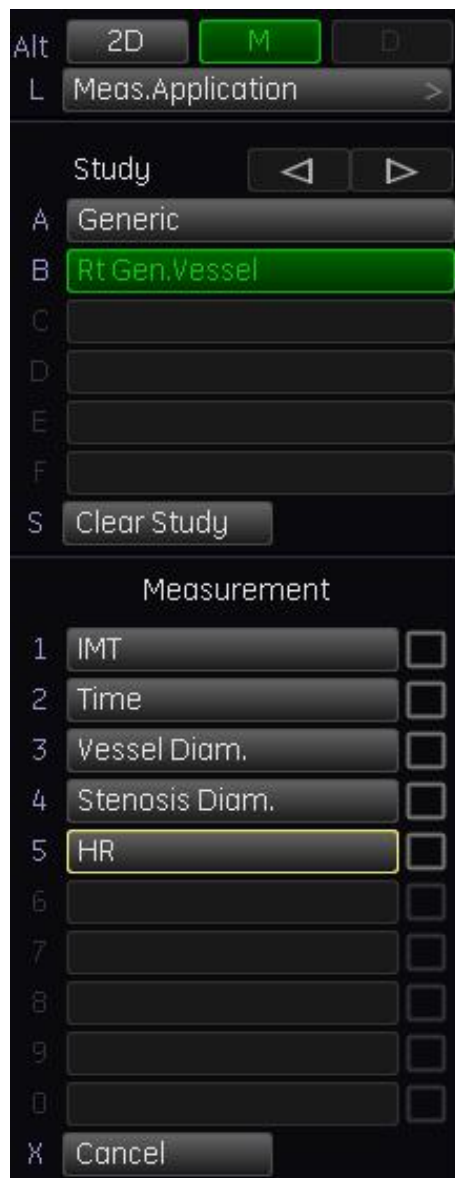 Alt 2D M D
L Meas.Application >
Study
A Generic
B Rt Gen.Vessel
C
D
E
F
S Clear Study
Measurement
1 IMT
2 Time
3 Vessel Diam.
4 Stenosis Diam.
5 HR
6
7
8
9
0
X Cancel